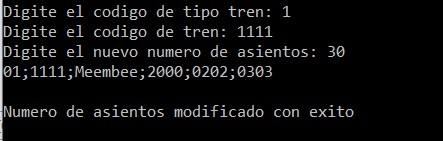 Digite el codigo de tipo tren: 1
Digite el codigo de tren: 1111
Digite el nuevo numero de asientos: 30
01;1111;Meembee;2000;0202;0303
Numero de asientos modificado con exito